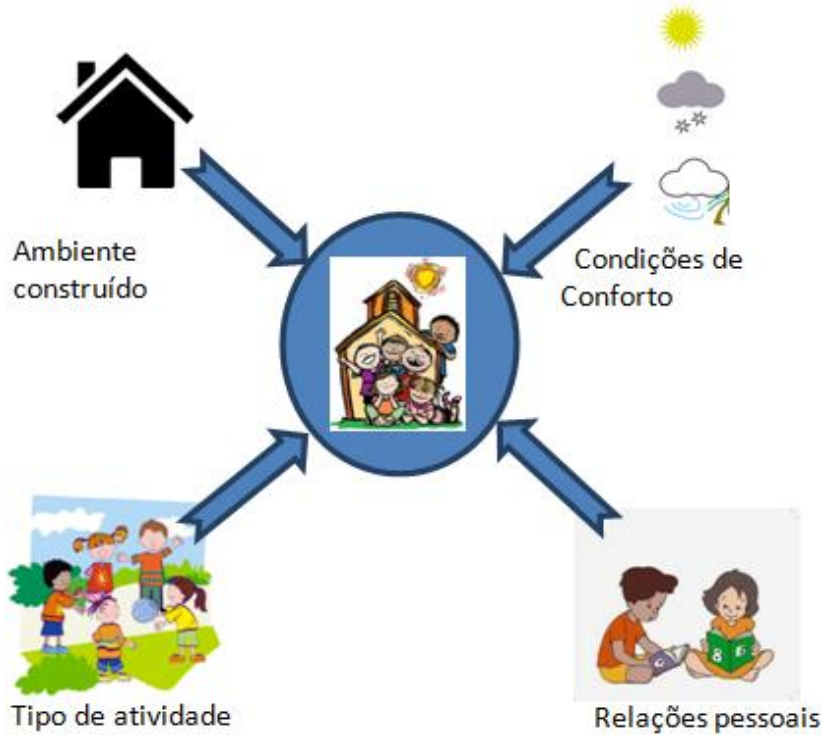 Ambiente
construído
Condições de
Conforto
Tipo de atividade
Relações pessoais